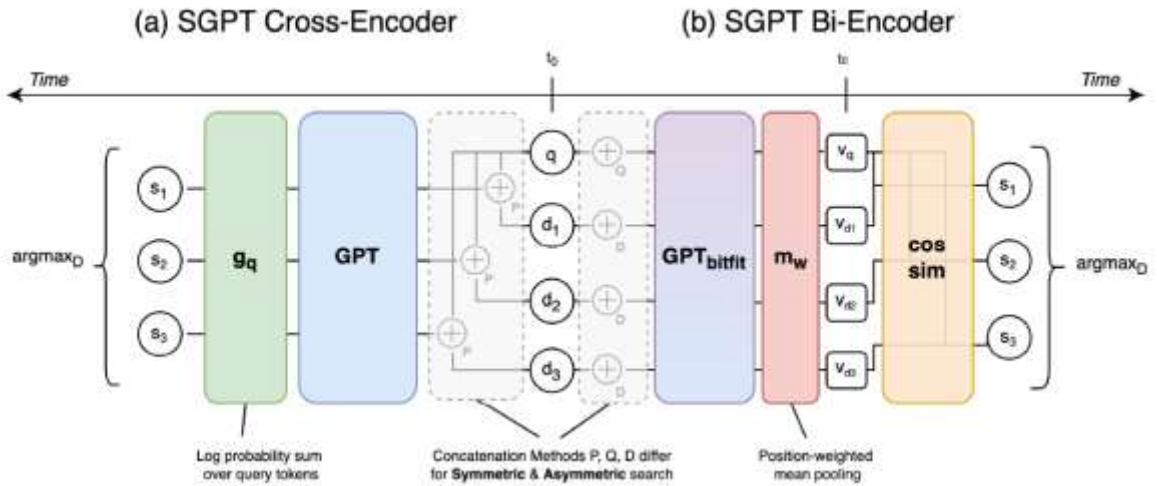 (a) SGPT Cross-Encoder
(b) SGPT Bi-Encoder
Time
t0
Time
q
Q
v_q
s1
P
s1
d1
D
v_d1
argmax_D
s2
g_q
GPT
P
GPT_bitfit
m_w
cos
sim
s2
argmax_D
d2
D
v_d2
s3
P
s3
d3
D
v_d3
Log probability sum
over query tokens
Concatenation Methods P, Q, D differ
for Symmetric & Asymmetric search
Position-weighted
mean pooling